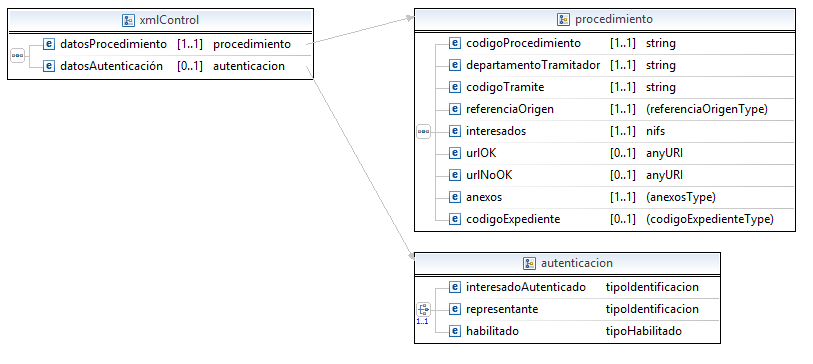 xmlControl
datosProcedimiento [1..1] procedimiento
datosAutenticación [0..1] autenticacion
procedimiento
codigoProcedimiento [1..1] string
departamentoTramitador [1..1] string
codigoTramite [1..1] string
referenciaOrigen [1..1] (referenciaOrigenType)
interesados [1..1] nifs
urlOK [0..1] anyURI
urlNoOK [0..1] anyURI
anexos [1..1] (anexosType)
codigoExpediente [0..1] (codigoExpedienteType)
autenticacion
interesadoAutenticado tipoIdentificacion
representante tipoIdentificacion
1..1
habilitado tipoHabilitado